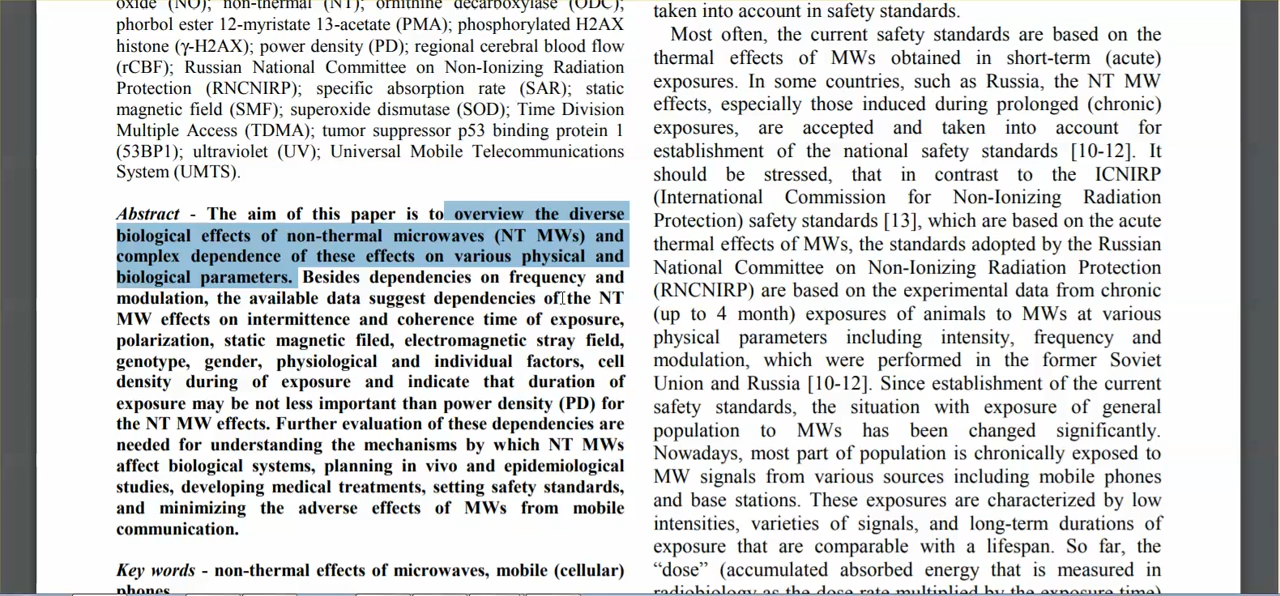 oxide (NO); non-thermal (NT); ornithine decarboxylase (ODC);
phorbol ester 12-myristate 13-acetate (PMA); phosphorylated H2AX
histone (γ-H2AX); power density (PD); regional cerebral blood flow
(rCBF); Russian National Committee on Non-Ionizing Radiation
Protection (RNCNIRP); specific absorption rate (SAR); static
magnetic field (SMF); superoxide dismutase (SOD); Time Division
Multiple Access (TDMA); tumor suppressor p53 binding protein 1
(53BP1); ultraviolet (UV); Universal Mobile Telecommunications
System (UMTS).
Abstract - The aim of this paper is to overview the diverse
biological effects of non-thermal microwaves (NT MWs) and
complex dependence of these effects on various physical and
biological parameters. Besides dependencies on frequency and
modulation, the available data suggest dependencies of the NT
MW effects on intermittence and coherence time of exposure,
polarization, static magnetic filed, electromagnetic stray field,
genotype, gender, physiological and individual factors, cell
density during of exposure and indicate that duration of
exposure may be not less important than power density (PD) for
the NT MW effects. Further evaluation of these dependencies are
needed for understanding the mechanisms by which NT MWs
affect biological systems, planning in vivo and epidemiological
studies, developing medical treatments, setting safety standards,
and minimizing the adverse effects of MWs from mobile
communication.
Key words - non-thermal effects of microwaves, mobile (cellular)
phones
taken into account in safety standards.
Most often, the current safety standards are based on the
thermal effects of MWs obtained in short-term (acute)
exposures. In some countries, such as Russia, the NT MW
effects, especially those induced during prolonged (chronic)
exposures, are accepted and taken into account for
establishment of the national safety standards [10-12]. It
should be stressed, that in contrast to the ICNIRP
(International Commission for Non-Ionizing Radiation
Protection) safety standards [13], which are based on the acute
thermal effects of MWs, the standards adopted by the Russian
National Committee on Non-Ionizing Radiation Protection
(RNCNIRP) are based on the experimental data from chronic
(up to 4 month) exposures of animals to MWs at various
physical parameters including intensity, frequency and
modulation, which were performed in the former Soviet
Union and Russia [10-12]. Since establishment of the current
safety standards, the situation with exposure of general
population to MWs has been changed significantly.
Nowadays, most part of population is chronically exposed to
MW signals from various sources including mobile phones
and base stations. These exposures are characterized by low
intensities, varieties of signals, and long-term durations of
exposure that are comparable with a lifespan. So far, the
“dose” (accumulated absorbed energy that is measured in
radiobiology as the dose rate multiplied by the exposure time)